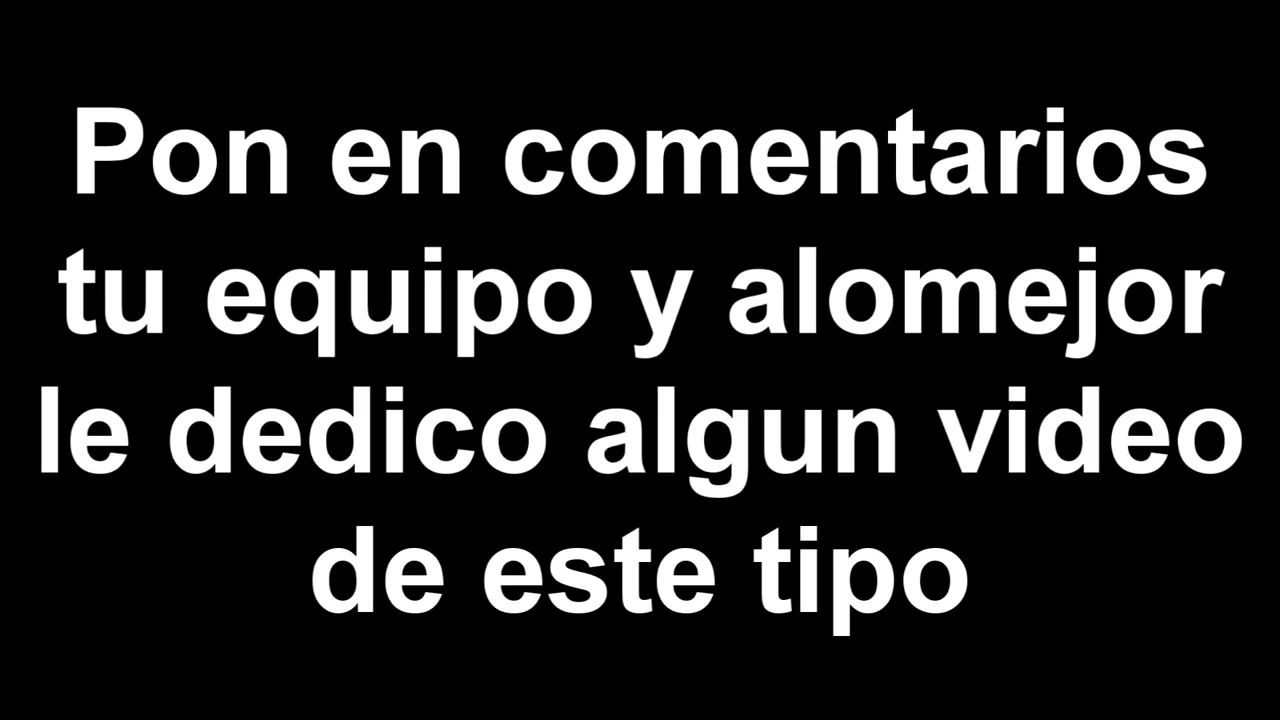 Pon en comentarios
tu equipo y alomejor
le dedico algun video
de este tipo